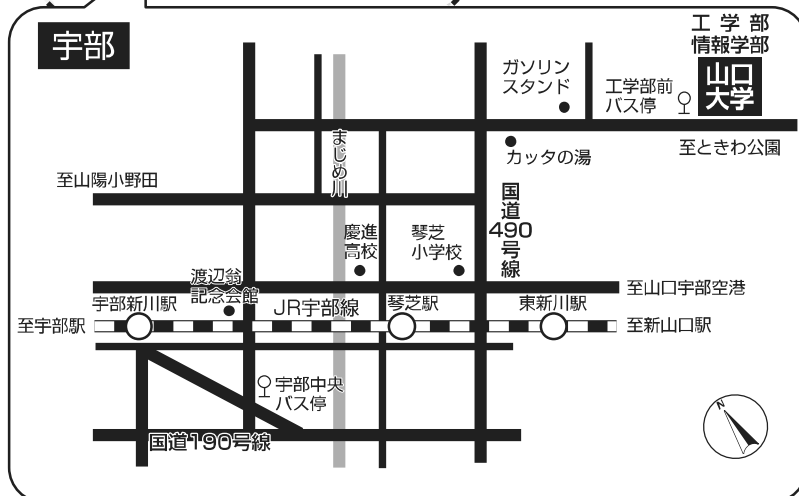 宇部
工学部
情報学部
山口
大学
ガソリン
スタンド
工学部前
バス停
カッタの湯
至ときわ公園
まじめ川
至山陽小野田
国道490号線
慶進
高校
琴芝
小学校
渡辺翁
記念会館
至山口宇部空港
宇部新川駅
JR宇部線
琴芝駅
東新川駅
至宇部駅
至新山口駅
宇部中央
バス停
国道190号線
N